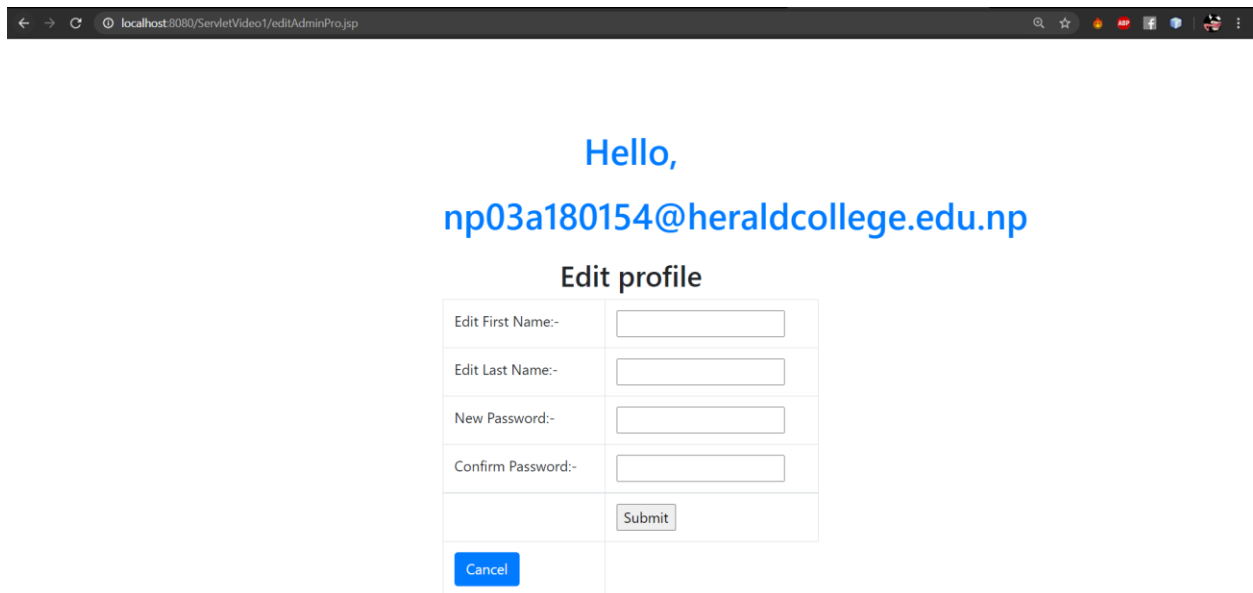 localhost:8080/ServletVideo1/editAdminPro.jsp
ABP
Hello,
np03a180154@heraldcollege.edu.np
Edit profile
Edit First Name:-
Edit Last Name:-
New Password:-
Confirm Password:-
Submit
Cancel